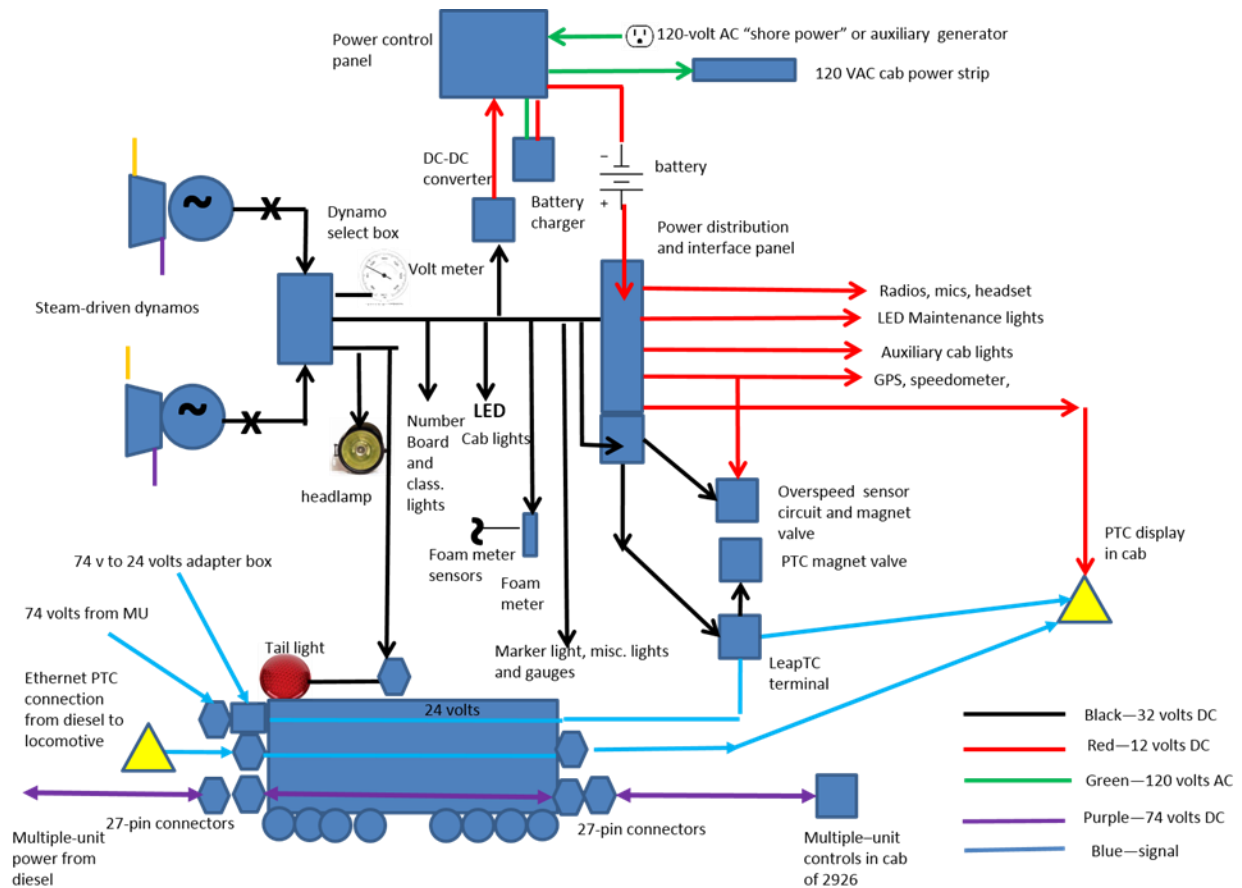 Power control
panel
120-volt AC “shore power” or auxiliary generator
120 VAC cab power strip
DC-DC
converter
Battery
charger
−
battery
+
Power distribution
and interface panel
~
Dynamo
select box
Volt meter
Steam-driven dynamos
~
Radios, mics, headset
LED Maintenance lights
Auxiliary cab lights
GPS, speedometer,
headlamp
Number
Board
and
class.
lights
LED
Cab lights
Foam meter
sensors
Foam
meter
Overspeed sensor
circuit and magnet
valve
PTC magnet valve
PTC display
in cab
74 v to 24 volts adapter box
74 volts from MU
Tail light
Marker light, misc. lights
and gauges
LeapTC
terminal
Ethernet PTC
connection
from diesel to
locomotive
24 volts
27-pin connectors
27-pin connectors
Multiple-unit
power from
diesel
Multiple–unit
controls in cab
of 2926
Black—32 volts DC
Red—12 volts DC
Green—120 volts AC
Purple—74 volts DC
Blue—signal